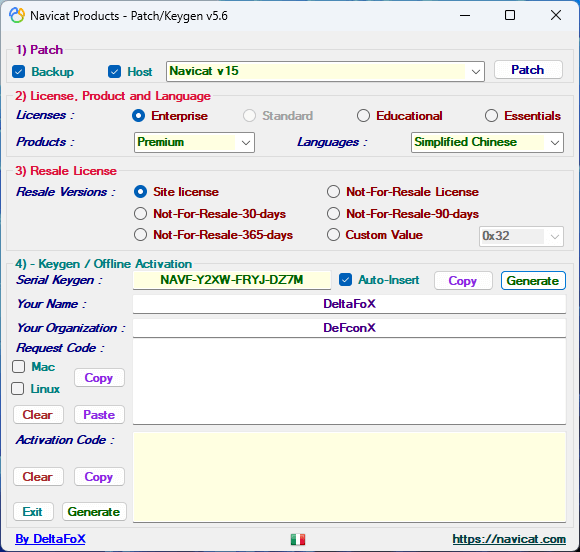 Navicat Products - Patch/Keygen v5.6
1) Patch
Backup Host Navicat v15 Patch
2) License, Product and Language
Licenses : Enterprise Standard Educational Essentials
Products : Premium Languages : Simplified Chinese
3) Resale License
Resale Versions : Site license Not-For-Resale License
Not-For-Resale-30-days Not-For-Resale-90-days
Not-For-Resale-365-days Custom Value 0x32
4) - Keygen / Offline Activation
Serial Keygen : NAVF-Y2XW-FRYJ-DZ7M Auto-Insert Copy Generate
Your Name : DeltaFoX
Your Organization : DeFconX
Request Code :
Mac
Copy
Linux
Clear Paste
Activation Code :
Clear Copy
Exit Generate
By DeltaFoX https://navicat.com